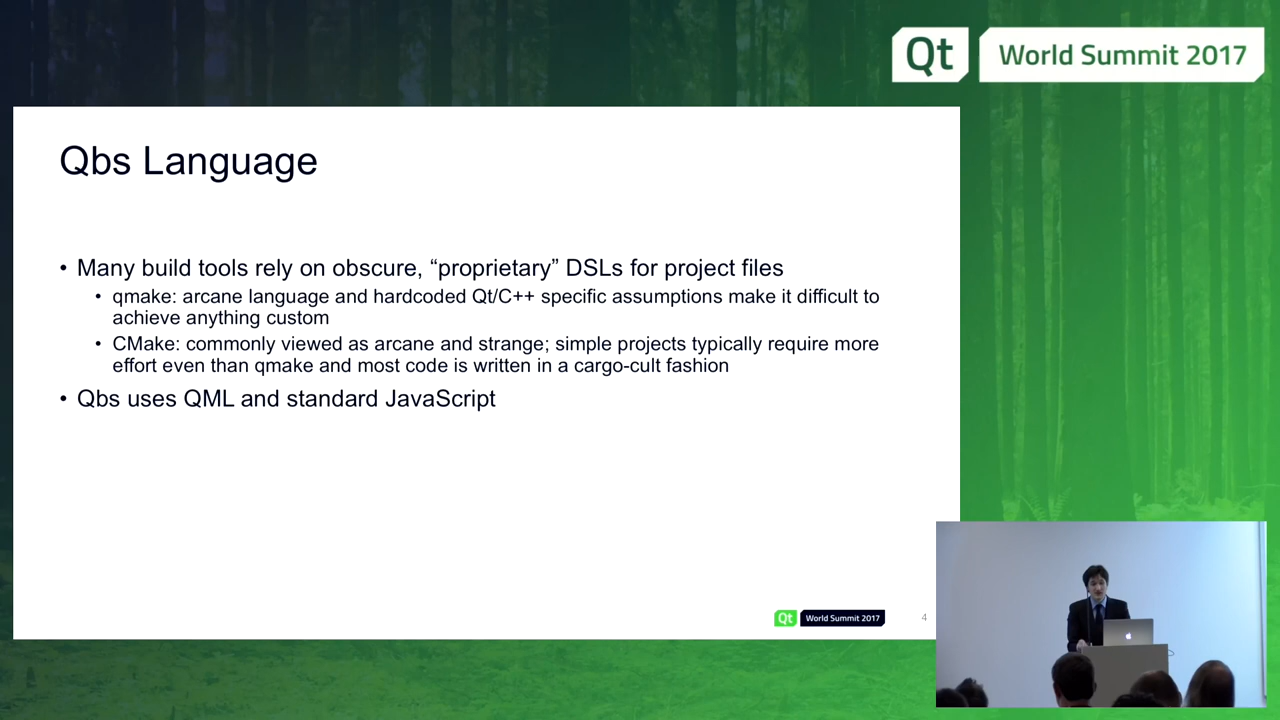 Qt World Summit 2017
Qbs Language
• Many build tools rely on obscure, “proprietary” DSLs for project files
• qmake: arcane language and hardcoded Qt/C++ specific assumptions make it difficult to
achieve anything custom
• CMake: commonly viewed as arcane and strange; simple projects typically require more
effort even than qmake and most code is written in a cargo-cult fashion
• Qbs uses QML and standard JavaScript
Qt World Summit 2017
4